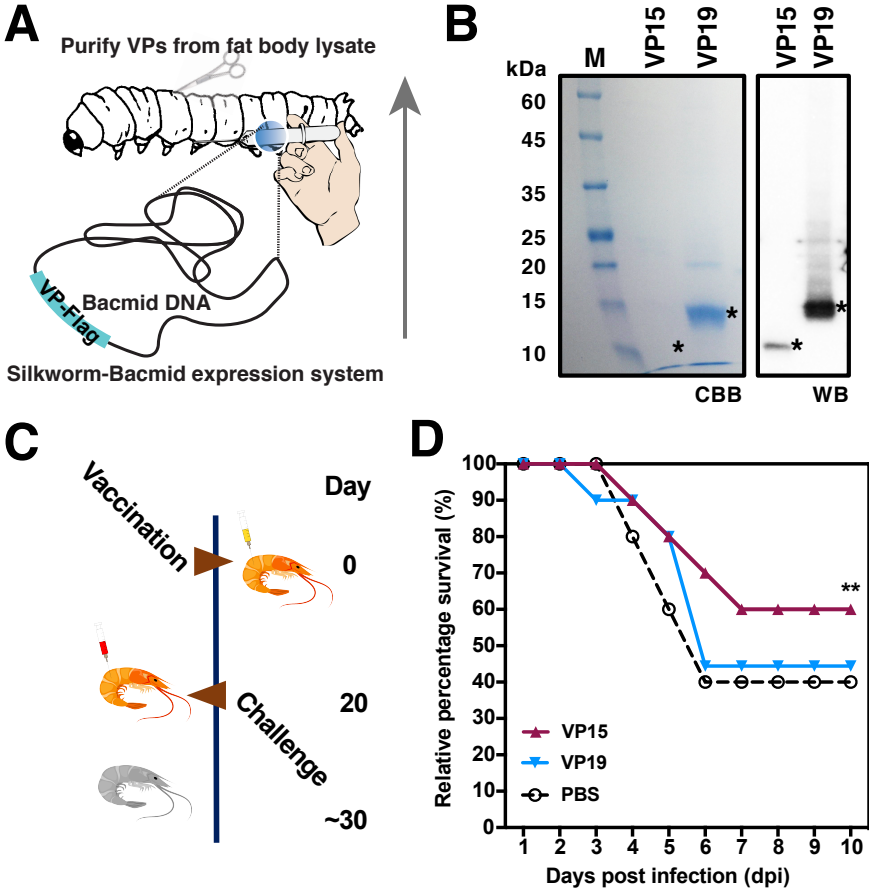 A
Purify VPs from fat body lysate
VP-Flag
Bacmid DNA
Silkworm-Bacmid expression system
B
kDa
M
VP15
VP19
VP15
VP19
60
45
35
25
20
15
10
*
*
*
*
CBB
WB
C
Vaccination
Day
0
20
Challenge
~30
D
Relative percentage survival (%)
100
90
80
70
60
50
40
30
20
10
0
**
VP15
VP19
PBS
1 2 3 4 5 6 7 8 9 10
Days post infection (dpi)